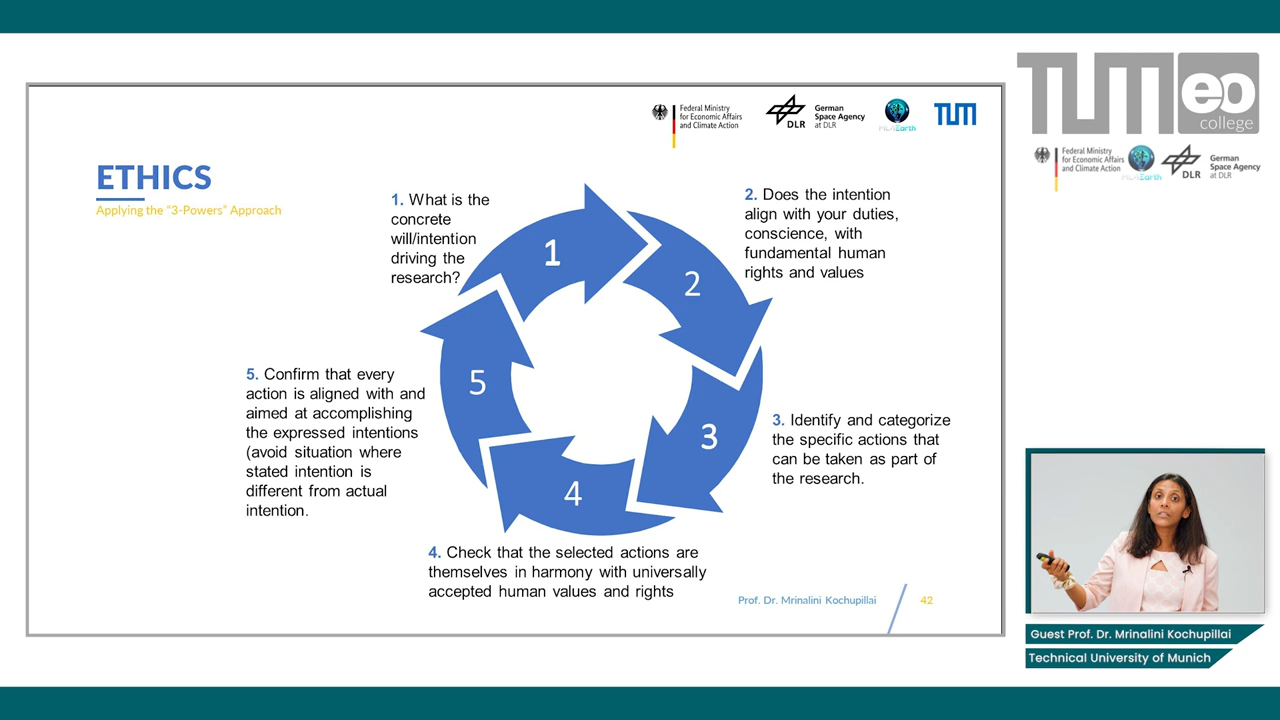 TUM eo
college
Federal Ministry
for Economic Affairs
and Climate Action
DLR
German
Space Agency
at DLR
ML4Earth
TUM
Federal Ministry
for Economic Affairs
and Climate Action
ML4Earth
DLR
German
Space Agency
at DLR
ETHICS
Applying the "3-Powers" Approach
1. What is the
concrete
will/intention
driving the
research?
2. Does the intention
align with your duties,
conscience, with
fundamental human
rights and values
1
2
3
4
5
3. Identify and categorize
the specific actions that
can be taken as part of
the research.
4. Check that the selected actions are
themselves in harmony with universally
accepted human values and rights
5. Confirm that every
action is aligned with and
aimed at accomplishing
the expressed intentions
(avoid situation where
stated intention is
different from actual
intention.
Prof. Dr. Mrinalini Kochupillai
42
Guest Prof. Dr. Mrinalini Kochupillai
Technical University of Munich